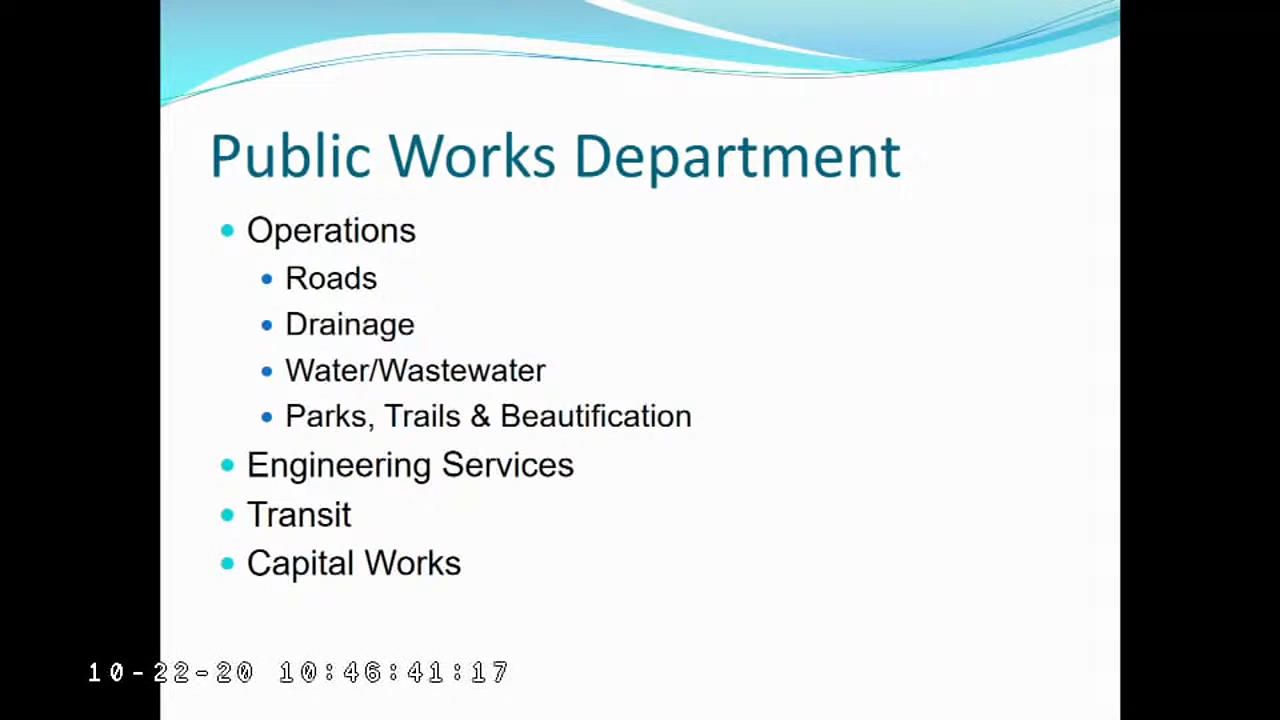 Public Works Department
Operations
Roads
Drainage
Water/Wastewater
Parks, Trails & Beautification
Engineering Services
Transit
Capital Works
10-22-20 10:46:41:17